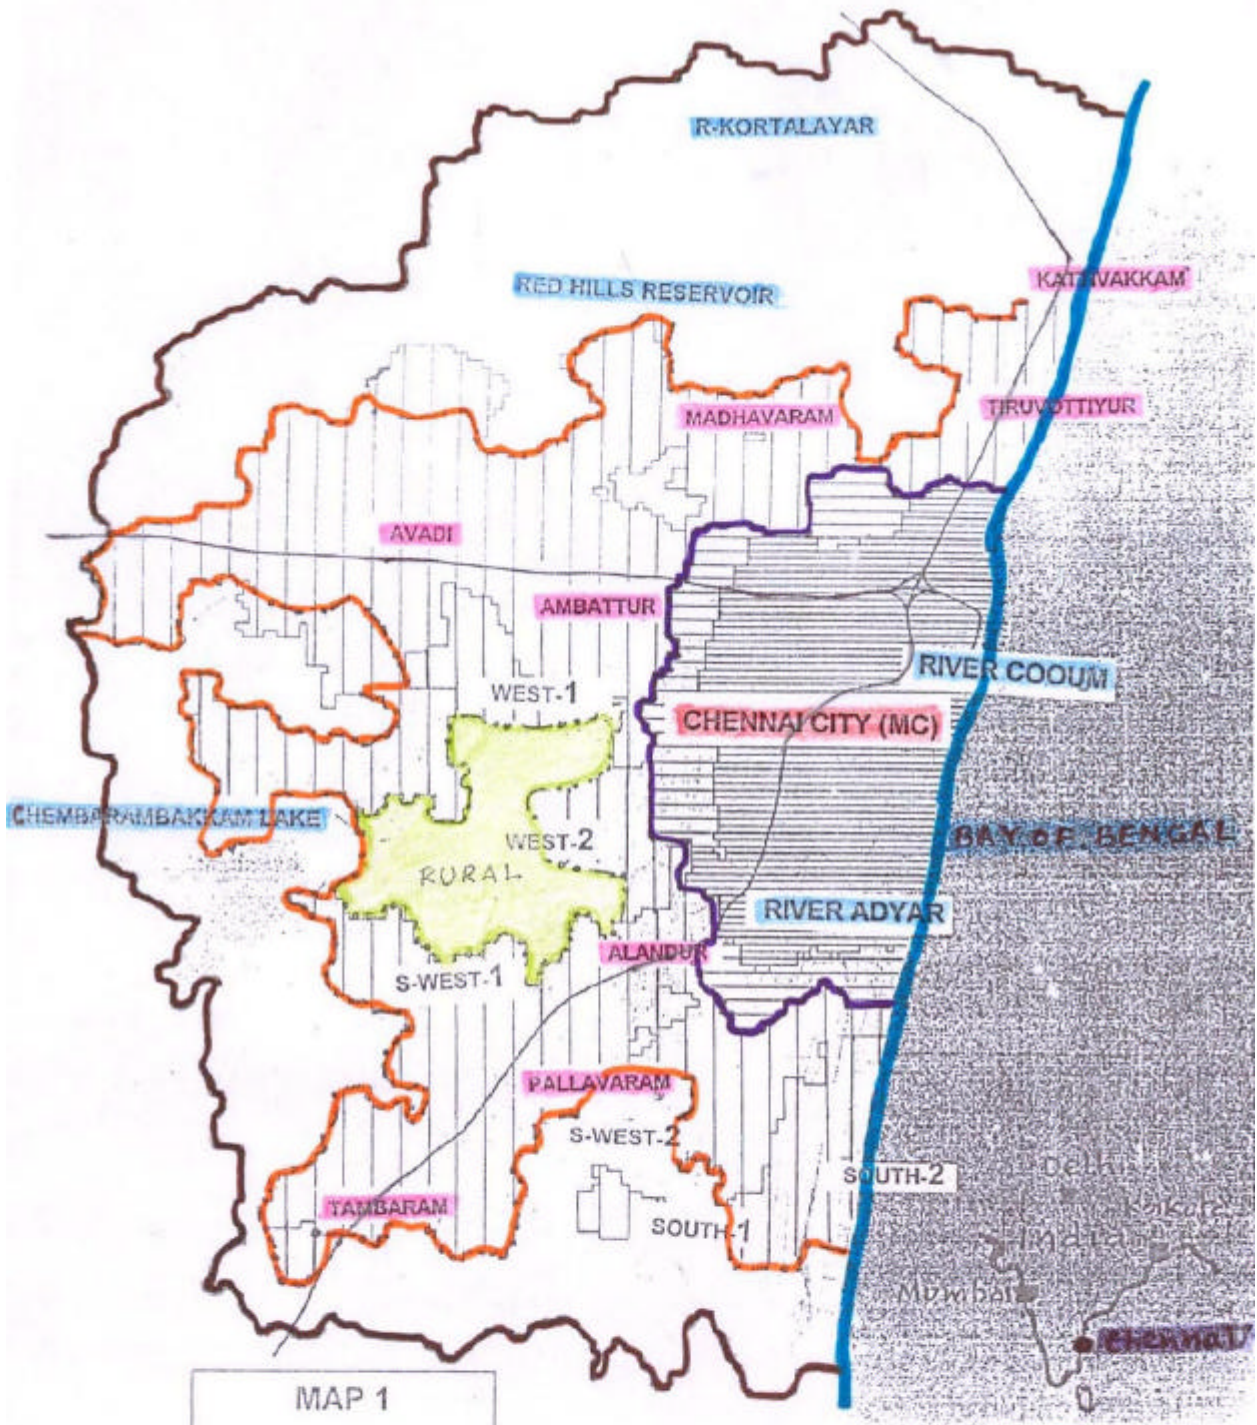 R-KORTALAYAR
KATTIVAKKAM
RED HILLS RESERVOIR
TIRUVOTTIYUR
MADHAVARAM
AVADI
AMBATTUR
RIVER COOUM
WEST-1
CHENNAI CITY (MC)
CHEMBARAMBAKKAM LAKE
BAY OF BENGAL
WEST-2
RURAL
RIVER ADYAR
ALANDUR
S-WEST-1
PALLAVARAM
S-WEST-2
SOUTH-2
TAMBARAM
SOUTH-1
India
Mumbai
Chennai
MAP 1